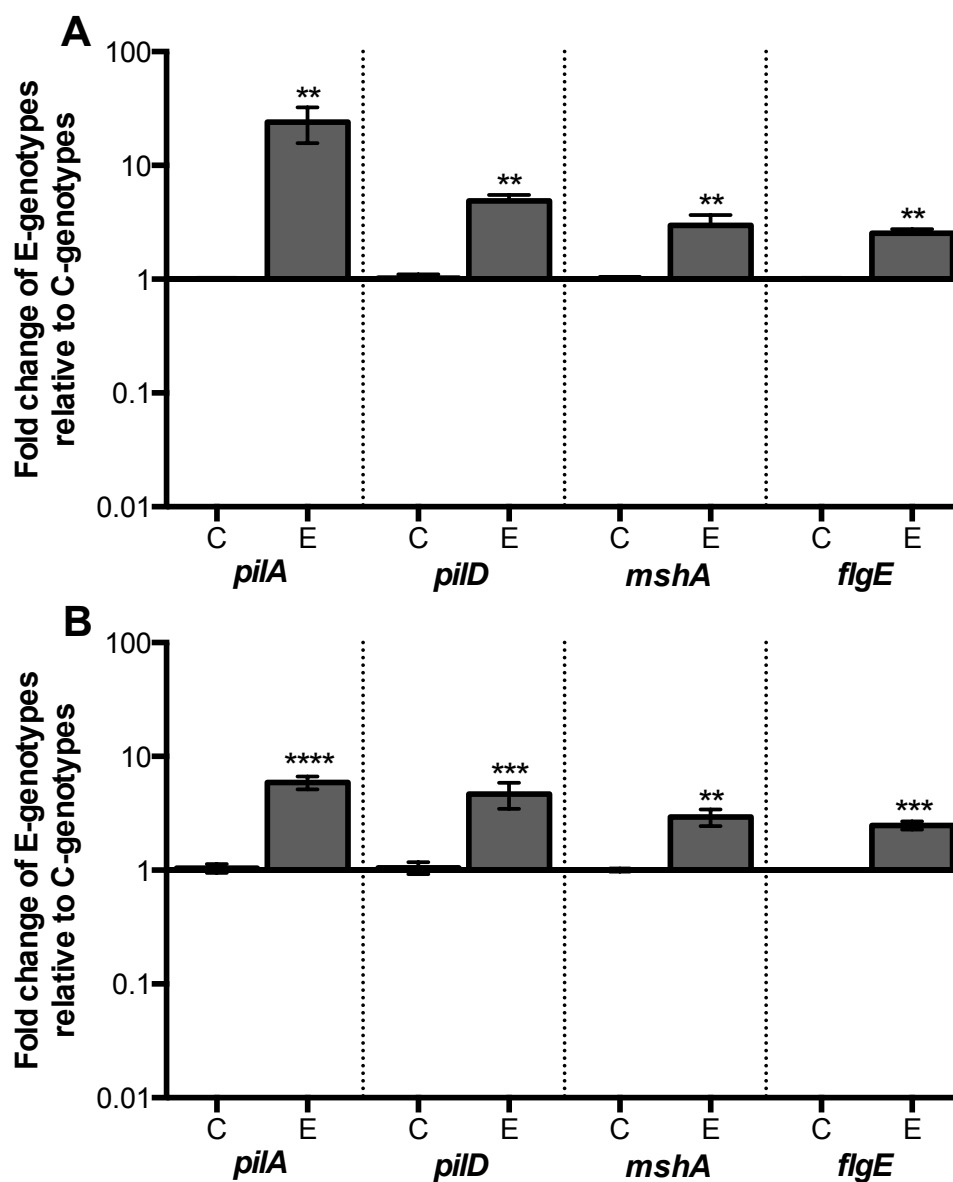 A
Fold change of E-genotypes
relative to C-genotypes
100
10
1
0.1
0.01
** ** ** **
C E C E C E C E
pilA pilD mshA flgE
B
Fold change of E-genotypes
relative to C-genotypes
100
10
1
0.1
0.01
**** *** ** ***
C E C E C E C E
pilA pilD mshA flgE